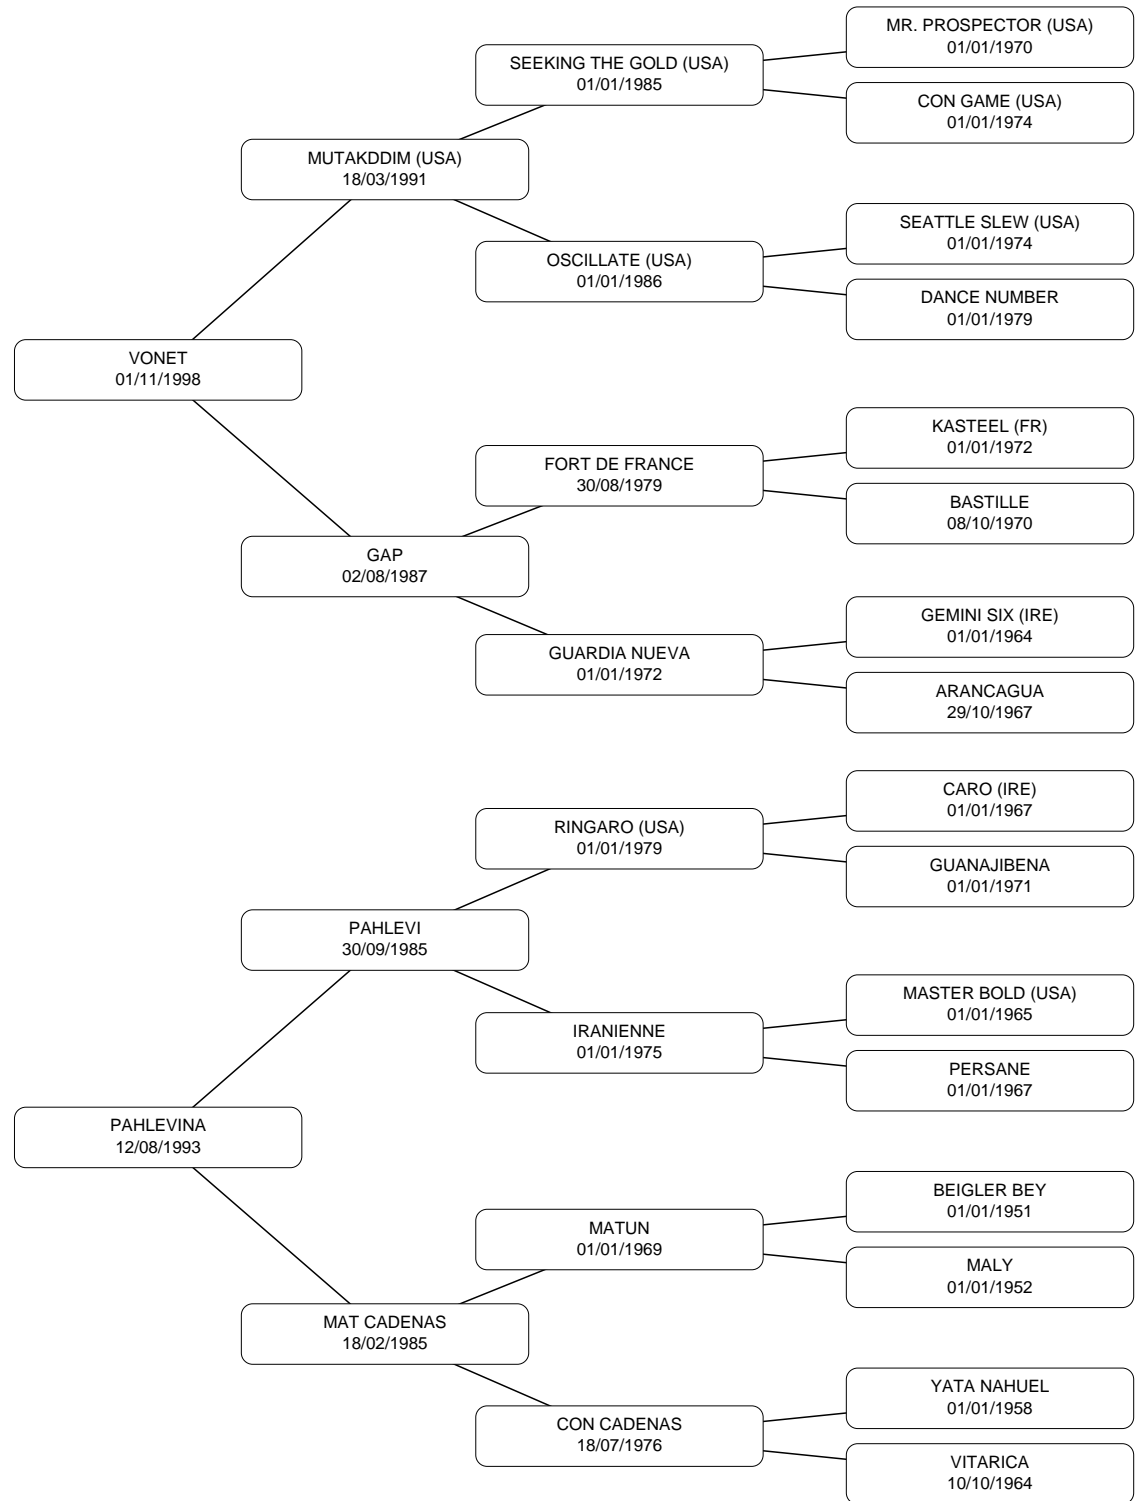 MR. PROSPECTOR (USA)
01/01/1970
SEEKING THE GOLD (USA)
01/01/1985
CON GAME (USA)
01/01/1974
MUTAKDDIM (USA)
18/03/1991
SEATTLE SLEW (USA)
01/01/1974
OSCILLATE (USA)
01/01/1986
DANCE NUMBER
01/01/1979
VONET
01/11/1998
KASTEEL (FR)
01/01/1972
FORT DE FRANCE
30/08/1979
BASTILLE
08/10/1970
GAP
02/08/1987
GEMINI SIX (IRE)
01/01/1964
GUARDIA NUEVA
01/01/1972
ARANCAGUA
29/10/1967
CARO (IRE)
01/01/1967
RINGARO (USA)
01/01/1979
GUANAJIBENA
01/01/1971
PAHLEVI
30/09/1985
MASTER BOLD (USA)
01/01/1965
IRANIENNE
01/01/1975
PERSANE
01/01/1967
PAHLEVINA
12/08/1993
BEIGLER BEY
01/01/1951
MATUN
01/01/1969
MALY
01/01/1952
MAT CADENAS
18/02/1985
YATA NAHUEL
01/01/1958
CON CADENAS
18/07/1976
VITARICA
10/10/1964